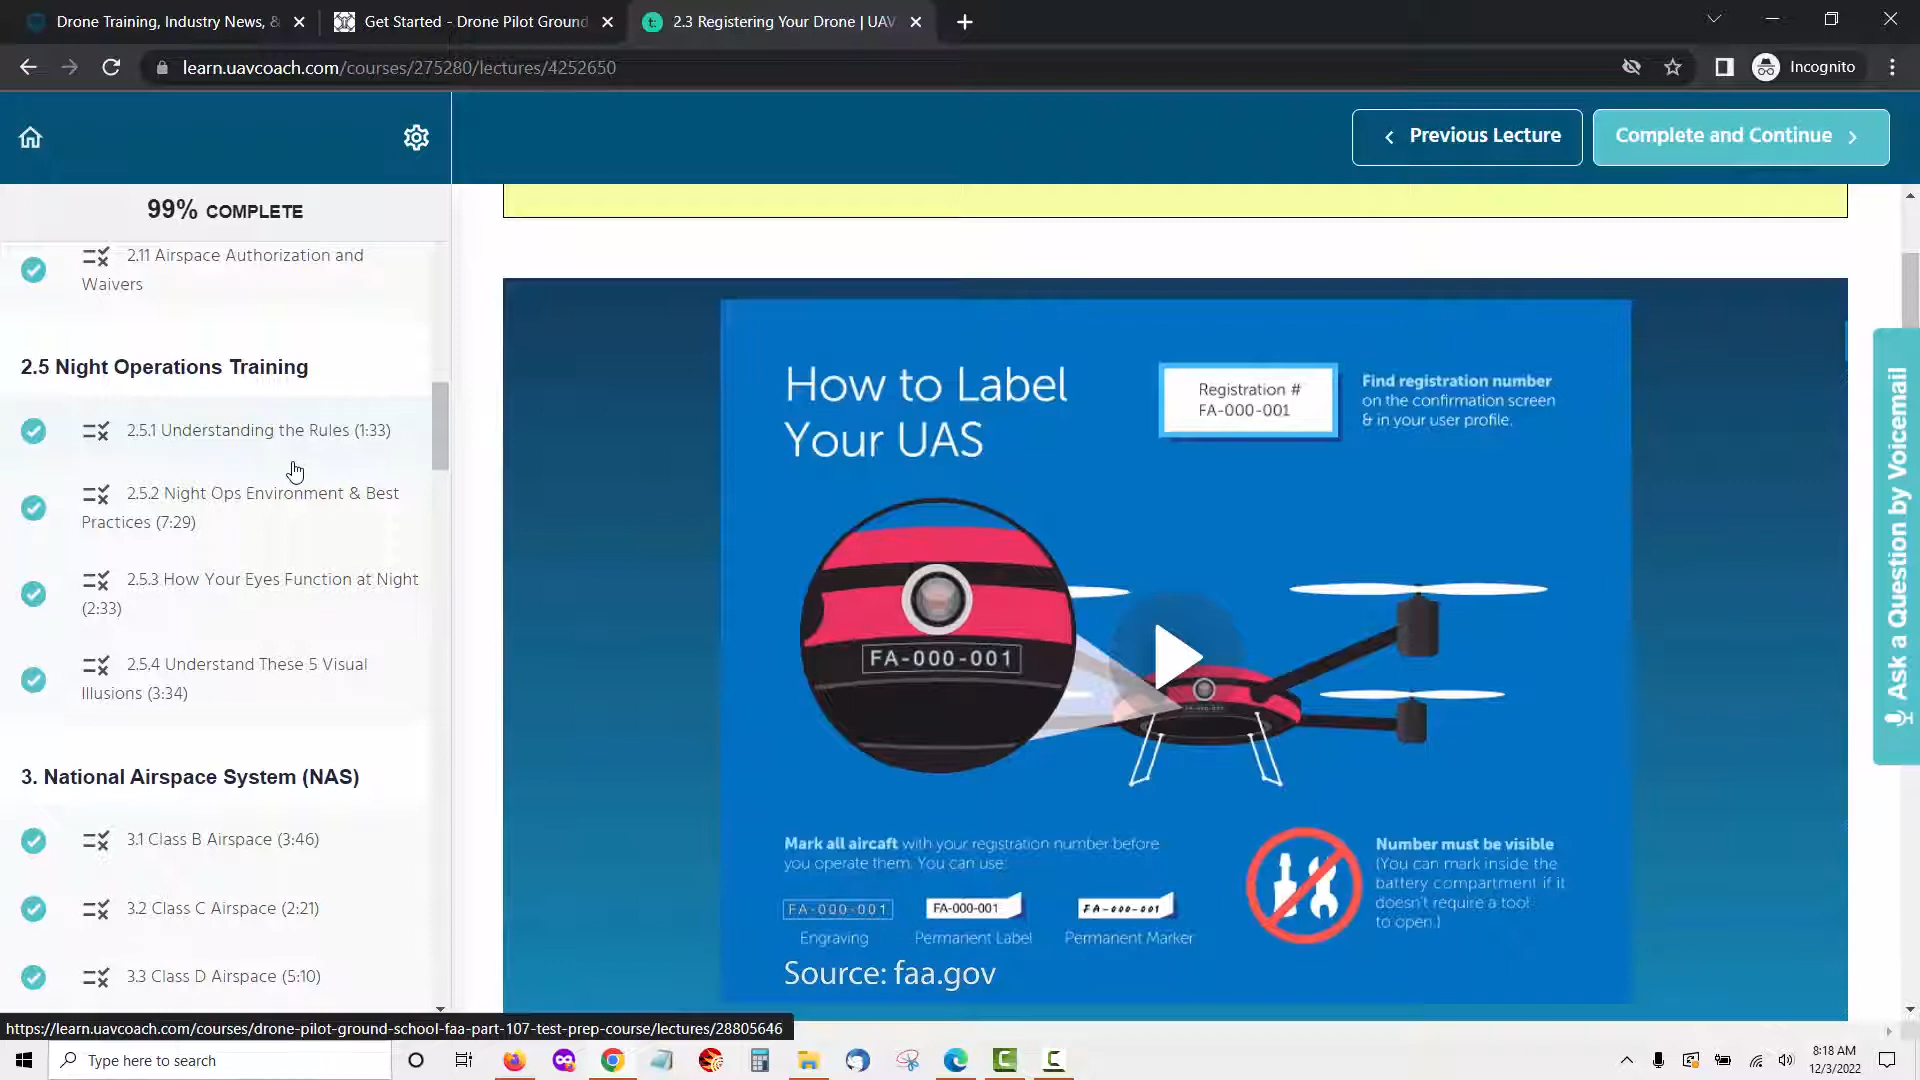 Drone Training, Industry News, &
Get Started - Drone Pilot Ground
2.3 Registering Your Drone | UAV
learn.uavcoach.com/courses/275280/lectures/4252650
Incognito
Previous Lecture
Complete and Continue
99% COMPLETE
2.11 Airspace Authorization and
Waivers
2.5 Night Operations Training
2.5.1 Understanding the Rules (1:33)
2.5.2 Night Ops Environment & Best
Practices (7:29)
2.5.3 How Your Eyes Function at Night
(2:33)
2.5.4 Understand These 5 Visual
Illusions (3:34)
3. National Airspace System (NAS)
3.1 Class B Airspace (3:46)
3.2 Class C Airspace (2:21)
3.3 Class D Airspace (5:10)
How to Label
Your UAS
Registration #
FA-000-001
Find registration number
on the confirmation screen
& in your user profile.
FA-000-001
FA-000-001
Mark all aircaft with your registration number before
you operate them. You can use:
FA-000-001
Engraving
FA-000-001
Permanent Label
FA-000-001
Permanent Marker
Number must be visible
(You can mark inside the
battery compartment if it
doesn't require a tool
to open.)
Source: faa.gov
Ask a Question by Voicemail
https://learn.uavcoach.com/courses/drone-pilot-ground-school-faa-part-107-test-prep-course/lectures/28805646
Type here to search
8:18 AM
12/3/2022